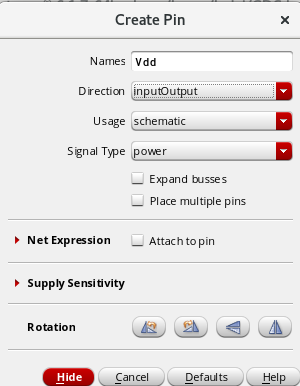 Create Pin
Names Vdd
Direction inputOutput
Usage schematic
Signal Type power
Expand busses
Place multiple pins
Net Expression Attach to pin
Supply Sensitivity
Rotation
Hide Cancel Defaults Help